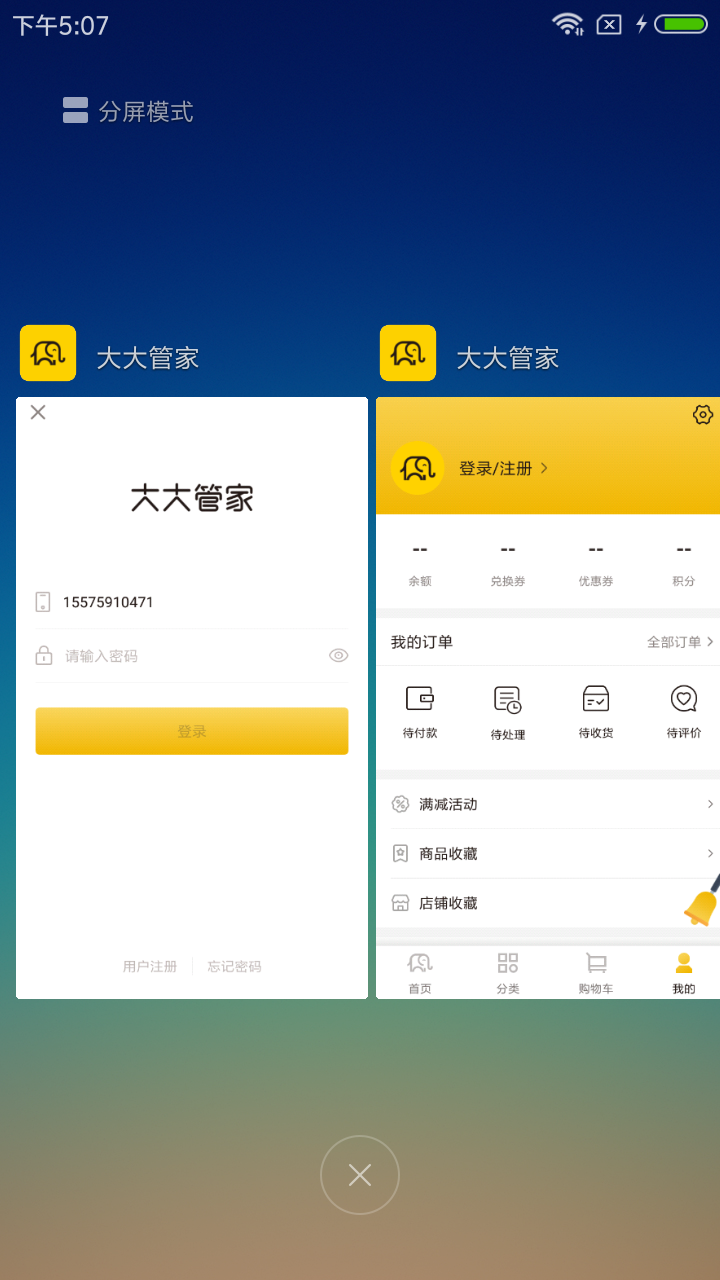 下午5:07
分屏模式
大大管家
大大管家
大大管家
15575910471
请输入密码
登录
用户注册
忘记密码
登录/注册
-- -- -- --
余额 兑换券 优惠券 积分
我的订单 全部订单
待付款 待处理 待收货 待评价
满减活动
商品收藏
店铺收藏
首页 分类 购物车 我的